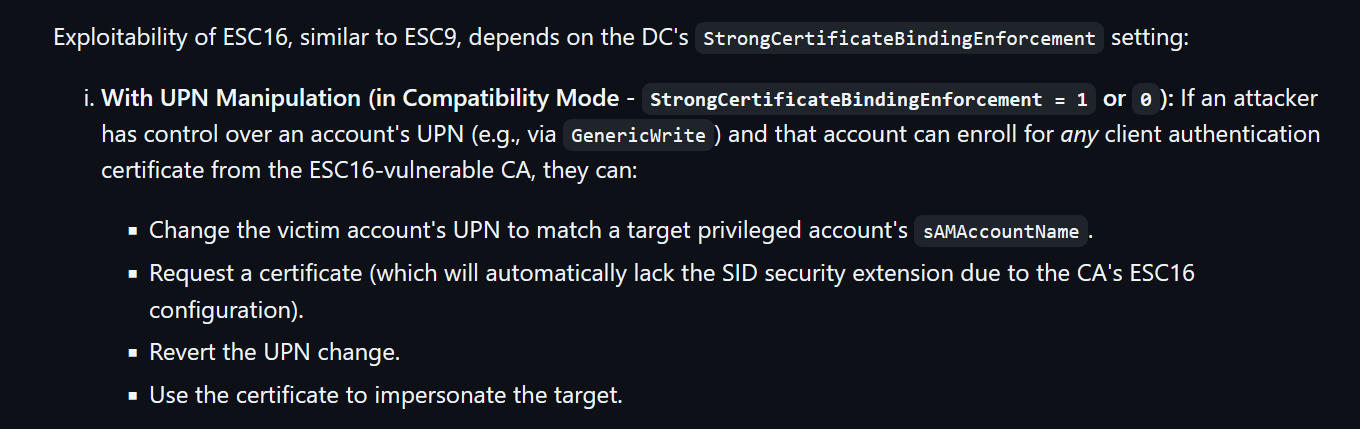 Exploitability of ESC16, similar to ESC9, depends on the DC's StrongCertificateBindingEnforcement setting:
i. With UPN Manipulation (in Compatibility Mode - StrongCertificateBindingEnforcement = 1 or 0): If an attacker
has control over an account's UPN (e.g., via GenericWrite) and that account can enroll for any client authentication
certificate from the ESC16-vulnerable CA, they can:
▪ Change the victim account's UPN to match a target privileged account's sAMAccountName.
▪ Request a certificate (which will automatically lack the SID security extension due to the CA's ESC16
configuration).
▪ Revert the UPN change.
▪ Use the certificate to impersonate the target.